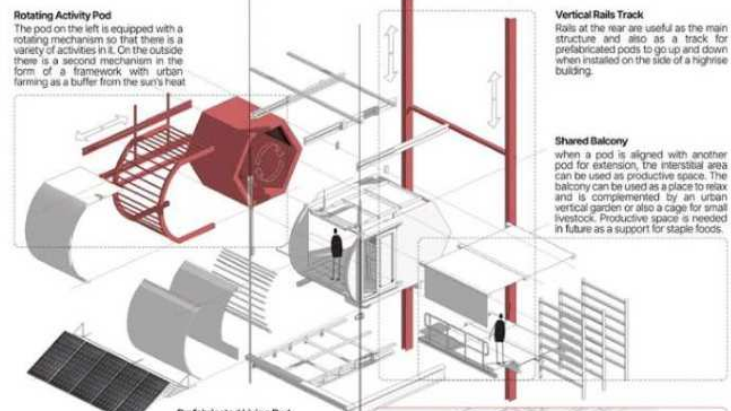 Rotating Activity Pod
The pod on the left is equipped with a
rotating mechanism so that there is a
variety of activities in it. On the outside
there is a second mechanism in the
form of a framework with urban
farming as a buffer from the sun's heat
Vertical Rails Track
Rails at the rear are useful as the main
structure and also as a track for
prefabricated pods to go up and down
when installed on the side of a highrise
building.
Shared Balcony
when a pod is aligned with another
pod for extension, the interstitial area
can be used as productive space. The
balcony can be used as a place to relax
and is complemented by an urban
vertical garden or also a cage for small
livestock. Productive space is needed
in future as a support for staple foods.